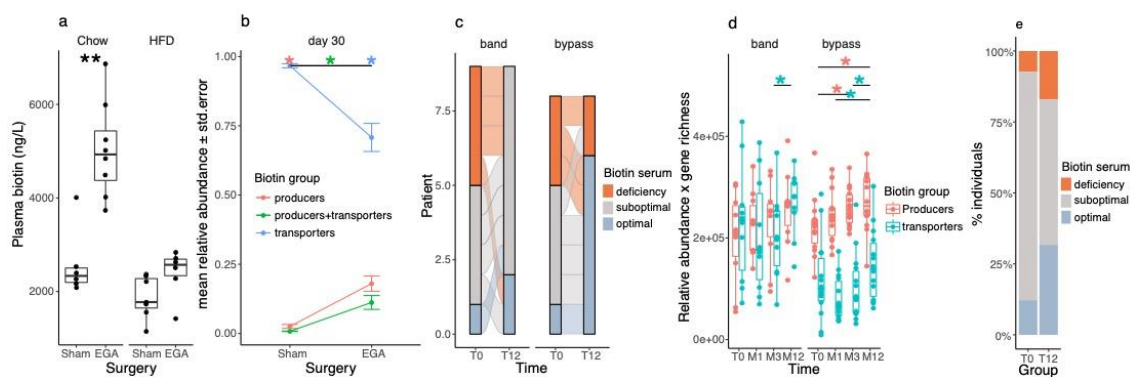 a
Chow HFD
**
Plasma biotin (ng/L)
6000
4000
2000
Sham EGA Sham EGA
Surgery
b
day 30
* * *
mean relative abundance ± std.error
1.00
0.75
0.50
0.25
0.00
Biotin group
producers
producers+transporters
transporters
Sham EGA
Surgery
c
band bypass
Patient
7.5
5.0
2.5
0.0
Biotin serum
deficiency
suboptimal
optimal
T0 T12 T0 T12
Time
d
band bypass
*
* * *
*
Relative abundance x gene richness
4e+05
2e+05
0e+00
Biotin group
Producers
transporters
T0 M1 M3 M12 T0 M1 M3 M12
Time
e
% individuals
100%
75%
50%
25%
0%
Biotin serum
deficiency
suboptimal
optimal
T0 T12
Group